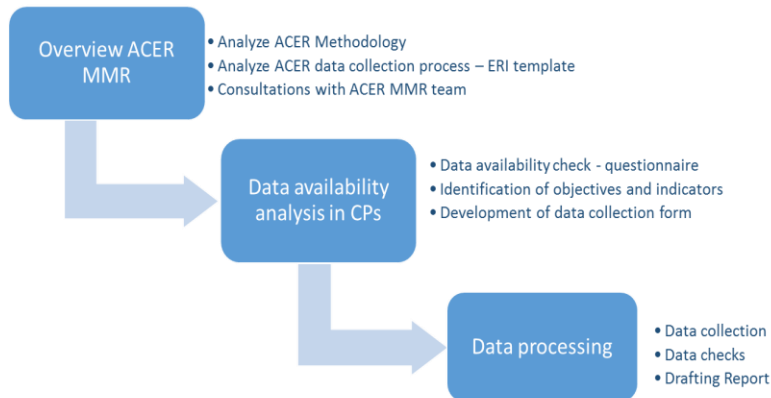 Overview ACER
MMR
• Analyze ACER Methodology
• Analyze ACER data collection process – ERI template
• Consultations with ACER MMR team
Data availability
analysis in CPs
• Data availability check - questionnaire
• Identification of objectives and indicators
• Development of data collection form
Data processing
• Data collection
• Data checks
• Drafting Report